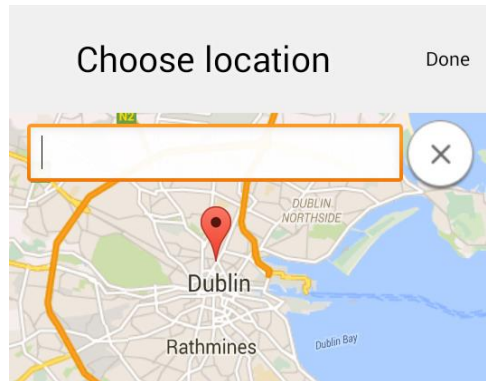 Choose location
Done
N2
DUBLIN
NORTHSIDE
Dublin
Rathmines
Dublin Bay